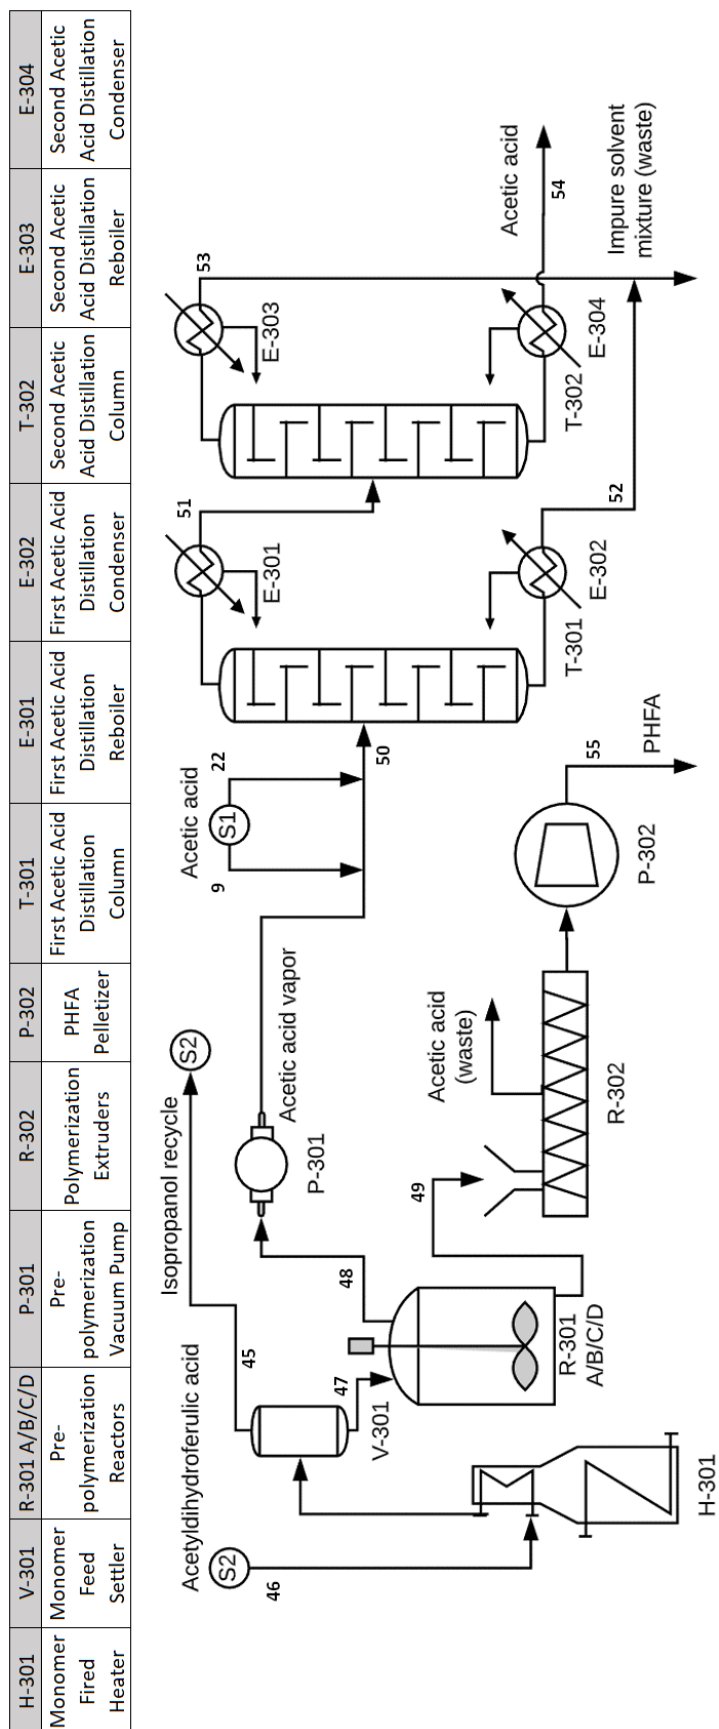 H-301
V-301
R-301 A/B/C/D
P-301
R-302
P-302
T-301
E-301
E-302
T-302
E-303
E-304
Monomer
Fired
Heater
Monomer
Feed
Settler
Pre-
polymerization
Reactors
Pre-
polymerization
Vacuum Pump
Polymerization
Extruders
PHFA
Pelletizer
First Acetic Acid
Distillation
Column
First Acetic Acid
Distillation
Reboiler
First Acetic Acid
Distillation
Condenser
Second Acetic
Acid Distillation
Column
Second Acetic
Acid Distillation
Reboiler
Second Acetic
Acid Distillation
Condenser
Acetyldihydroferulic acid
S2
46
H-301
V-301
45
47
Isopropanol recycle
S2
48
R-301
A/B/C/D
49
P-301
Acetic acid vapor
Acetic acid
(waste)
R-302
P-302
55
PHFA
Acetic acid
S1
9
22
50
T-301
E-301
E-302
51
52
T-302
E-303
E-304
53
Acetic acid
54
Impure solvent
mixture (waste)